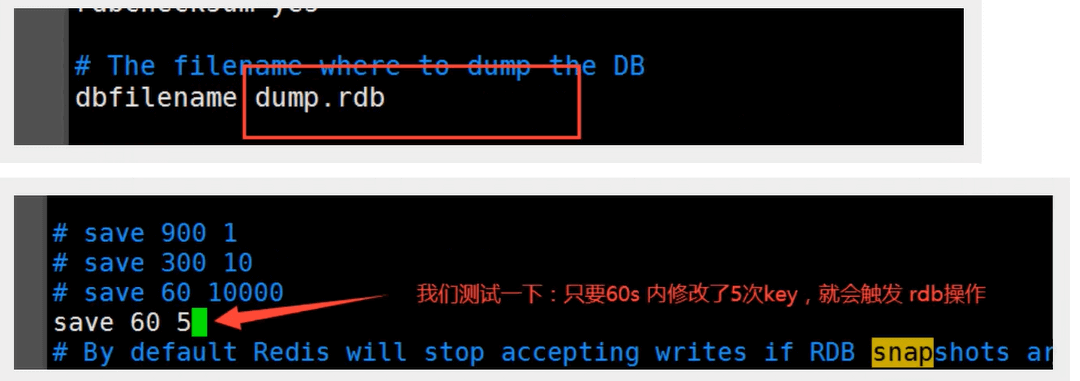 rdbchecksum yes
# The filename where to dump the DB
dbfilename dump.rdb
# save 900 1
# save 300 10
# save 60 10000
我们测试一下：只要60s 内修改了5次key，就会触发 rdb操作
save 60 5
# By default Redis will stop accepting writes if RDB snapshots ar